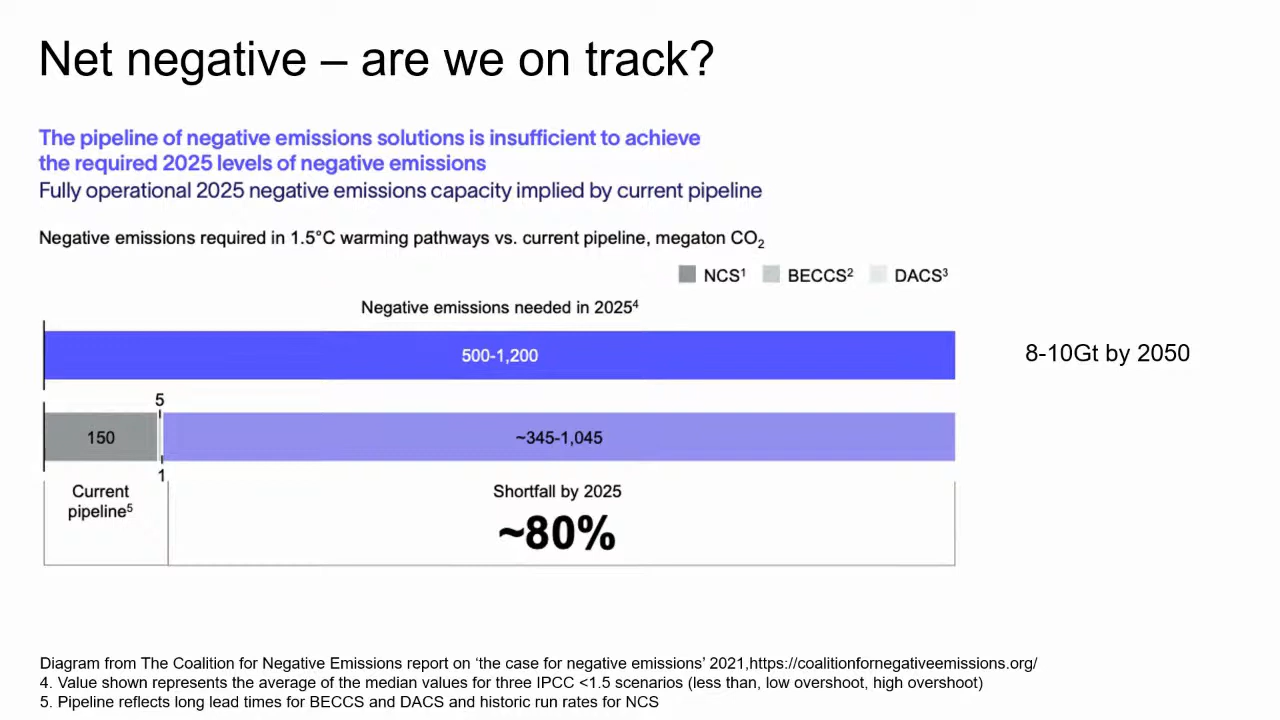 Net negative – are we on track?
The pipeline of negative emissions solutions is insufficient to achieve
the required 2025 levels of negative emissions
Fully operational 2025 negative emissions capacity implied by current pipeline
Negative emissions required in 1.5°C warming pathways vs. current pipeline, megaton CO₂
NCS¹ BECCS² DACS³
Negative emissions needed in 2025⁴
500-1,200
8-10Gt by 2050
5
150
~345-1,045
1
Current
pipeline⁵
Shortfall by 2025
~80%
Diagram from The Coalition for Negative Emissions report on ‘the case for negative emissions’ 2021,https://coalitionfornegativeemissions.org/
4. Value shown represents the average of the median values for three IPCC <1.5 scenarios (less than, low overshoot, high overshoot)
5. Pipeline reflects long lead times for BECCS and DACS and historic run rates for NCS